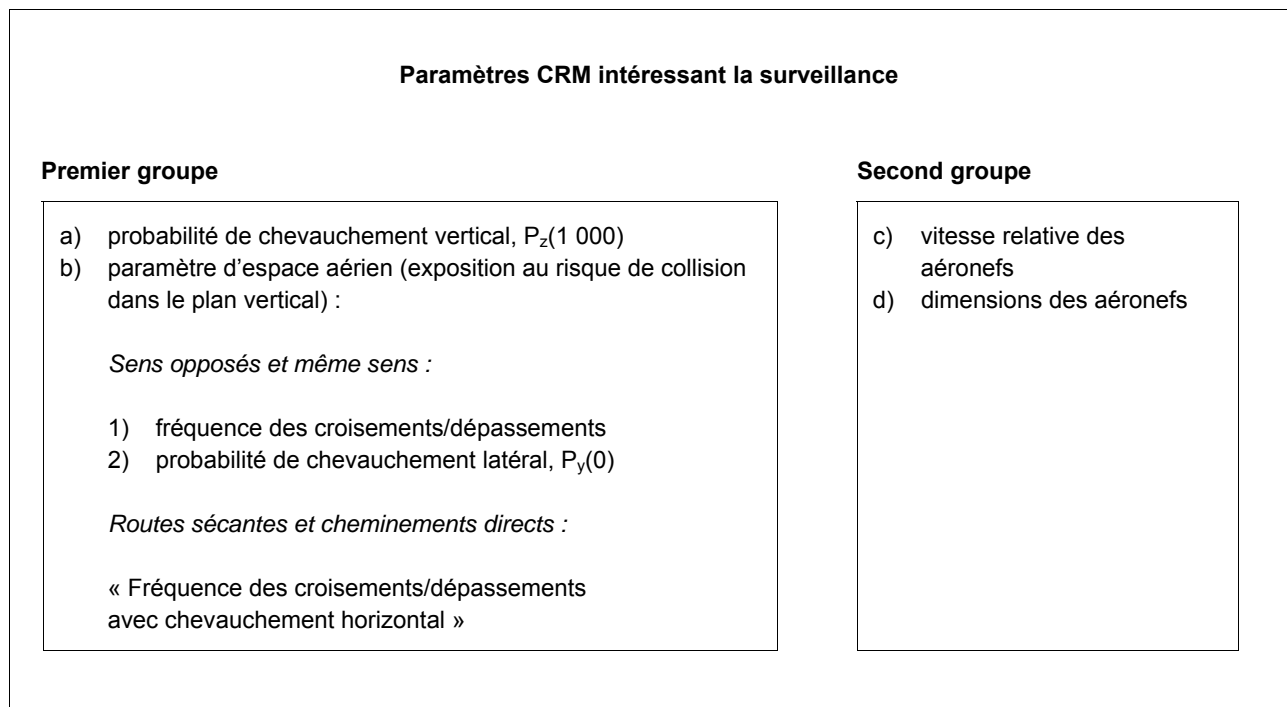 Paramètres CRM intéressant la surveillance
Premier groupe
a) probabilité de chevauchement vertical, Pz(1 000)
b) paramètre d'espace aérien (exposition au risque de collision
dans le plan vertical) :
Sens opposés et même sens :
1) fréquence des croisements/dépassements
2) probabilité de chevauchement latéral, Py(0)
Routes sécantes et cheminements directs :
« Fréquence des croisements/dépassements
avec chevauchement horizontal »
Second groupe
c) vitesse relative des
aéronefs
d) dimensions des aéronefs